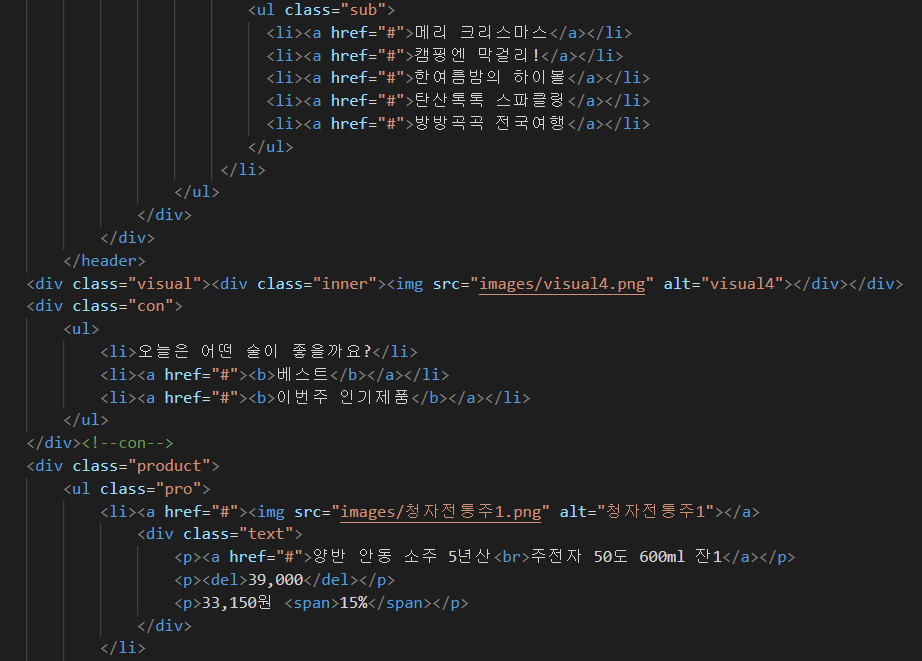 <ul class="sub">
<li><a href="#">메리 크리스마스</a></li>
<li><a href="#">캠핑엔 막걸리!</a></li>
<li><a href="#">한여름밤의 하이볼</a></li>
<li><a href="#">탄산톡톡 스파클링</a></li>
<li><a href="#">방방곡곡 전국여행</a></li>
</ul>
</li>
</ul>
</div>
</div>
</header>
<div class="visual"><div class="inner"><img src="images/visual4.png" alt="visual4"></div></div>
<div class="con">
<ul>
<li>오늘은 어떤 술이 좋을까요?</li>
<li><a href="#"><b>베스트</b></a></li>
<li><a href="#"><b>이번주 인기제품</b></a></li>
</ul>
</div><!--con-->
<div class="product">
<ul class="pro">
<li><a href="#"><img src="images/청자전통주1.png" alt="청자전통주1"></a>
<div class="text">
<p><a href="#">양반 안동 소주 5년산<br>주전자 50도 600ml 잔1</a></p>
<p><del>39,000</del></p>
<p>33,150원 <span>15%</span></p>
</div>
</li>